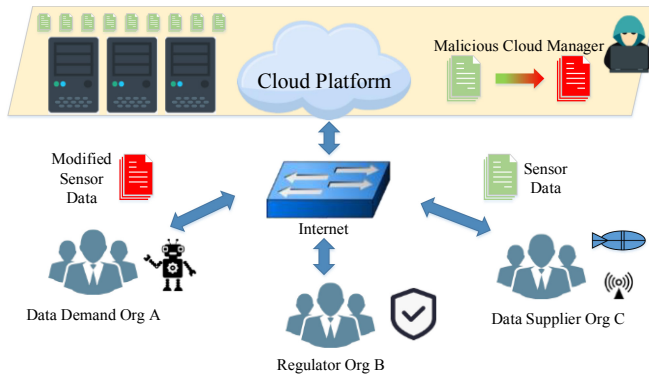 Malicious Cloud Manager
Cloud Platform
Modified
Sensor
Data
Sensor
Data
Internet
Data Demand Org A
Regulator Org B
Data Supplier Org C